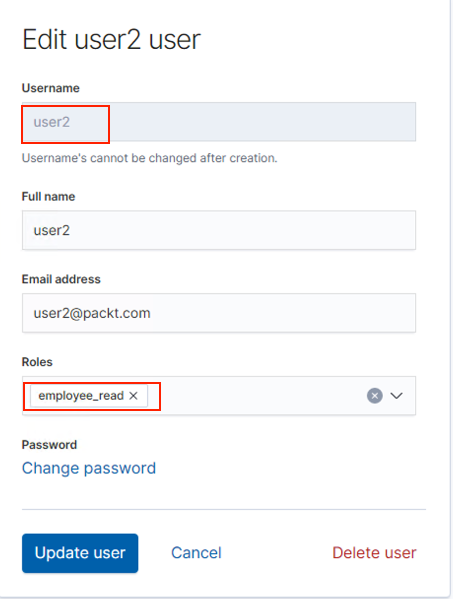 Edit user2 user
Username
user2
Username's cannot be changed after creation.
Full name
user2
Email address
user2@packt.com
Roles
employee_read
Password
Change password
Update user Cancel Delete user